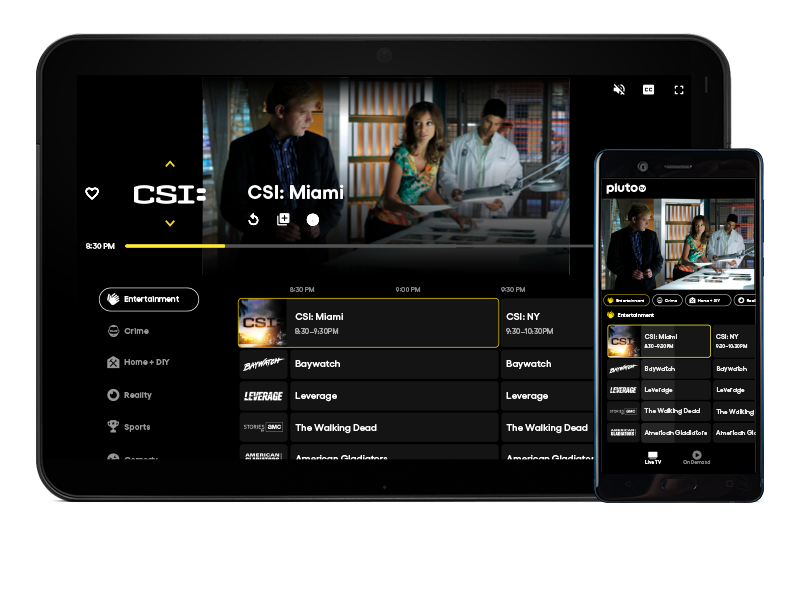 CC
CSI:
CSI: Miami
8:30 PM
8:30 PM 9:00 PM 9:30 PM
Entertainment
Crime
Home + DIY
Reality
Sports
Comedy
CSI:
CSI: Miami
8:30-9:30PM
CSI: NY
9:30-10:30PM
BAYWATCH
Baywatch
Baywatch
LEVERAGE
Leverage
Leverage
STORIES BY amc
The Walking Dead
The Walking Dead
AMERICAN GLADIATORS
American Gladiators
American Gladiators
pluto tv
Entertainment
Crime
Home + DIY
Reali
Entertainment
CSI:
CSI: Miami
8:30-9:30PM
CSI: NY
9:30-10:30PM
BAYWATCH
Baywatch
Baywatch
LEVERAGE
Leverage
Leverage
STORIES BY amc
The Walking Dead
The Walking
AMERICAN
GLADIATORS
American Gladiators
American Gla
Live TV
On Demand